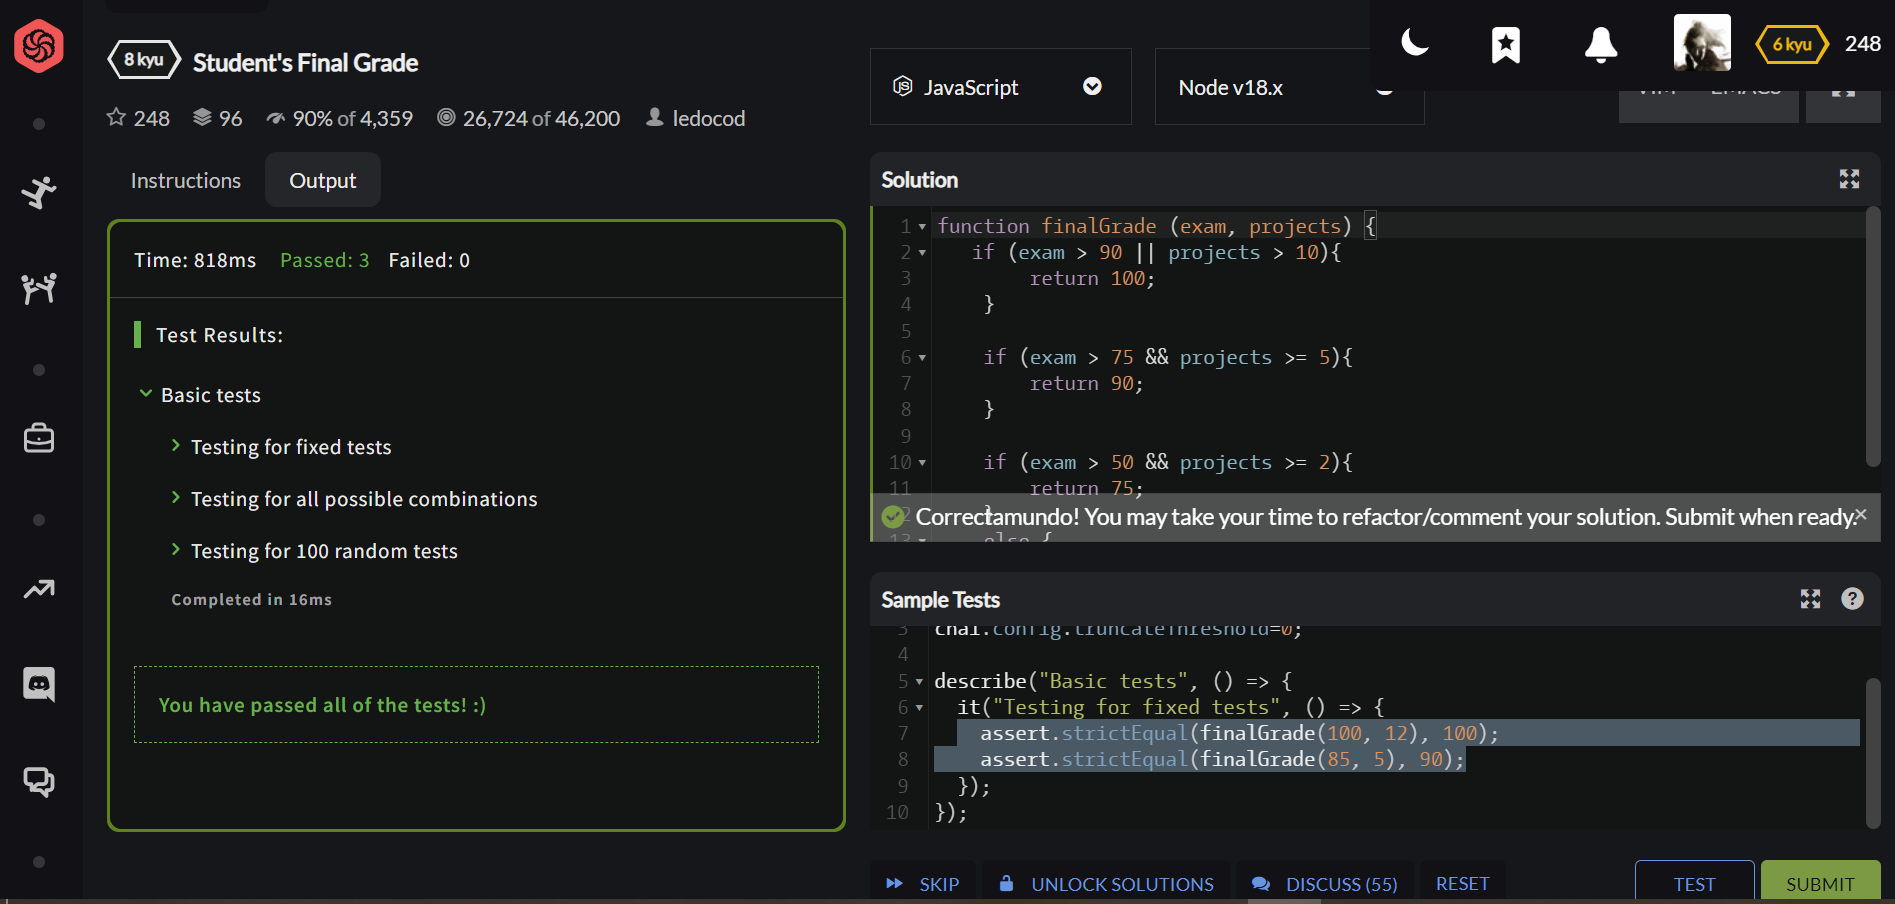 8 kyu Student's Final Grade
248 96 90% of 4,359 26,724 of 46,200 ledocod
Instructions Output
Time: 818ms Passed: 3 Failed: 0
Test Results:
Basic tests
Testing for fixed tests
Testing for all possible combinations
Testing for 100 random tests
Completed in 16ms
You have passed all of the tests! :)
JavaScript
Node v18.x
VIM EMACS
6 kyu 248
Solution
1 function finalGrade (exam, projects) {
2 if (exam > 90 || projects > 10){
3 return 100;
4 }
5
6 if (exam > 75 && projects >= 5){
7 return 90;
8 }
9
10 if (exam > 50 && projects >= 2){
11 return 75;
12 }
13 else {
Correctamundo! You may take your time to refactor/comment your solution. Submit when ready.
Sample Tests
3 chai.config.truncateThreshold=0;
4
5 describe("Basic tests", () => {
6 it("Testing for fixed tests", () => {
7 assert.strictEqual(finalGrade(100, 12), 100);
8 assert.strictEqual(finalGrade(85, 5), 90);
9 });
10 });
SKIP UNLOCK SOLUTIONS DISCUSS (55) RESET TEST SUBMIT